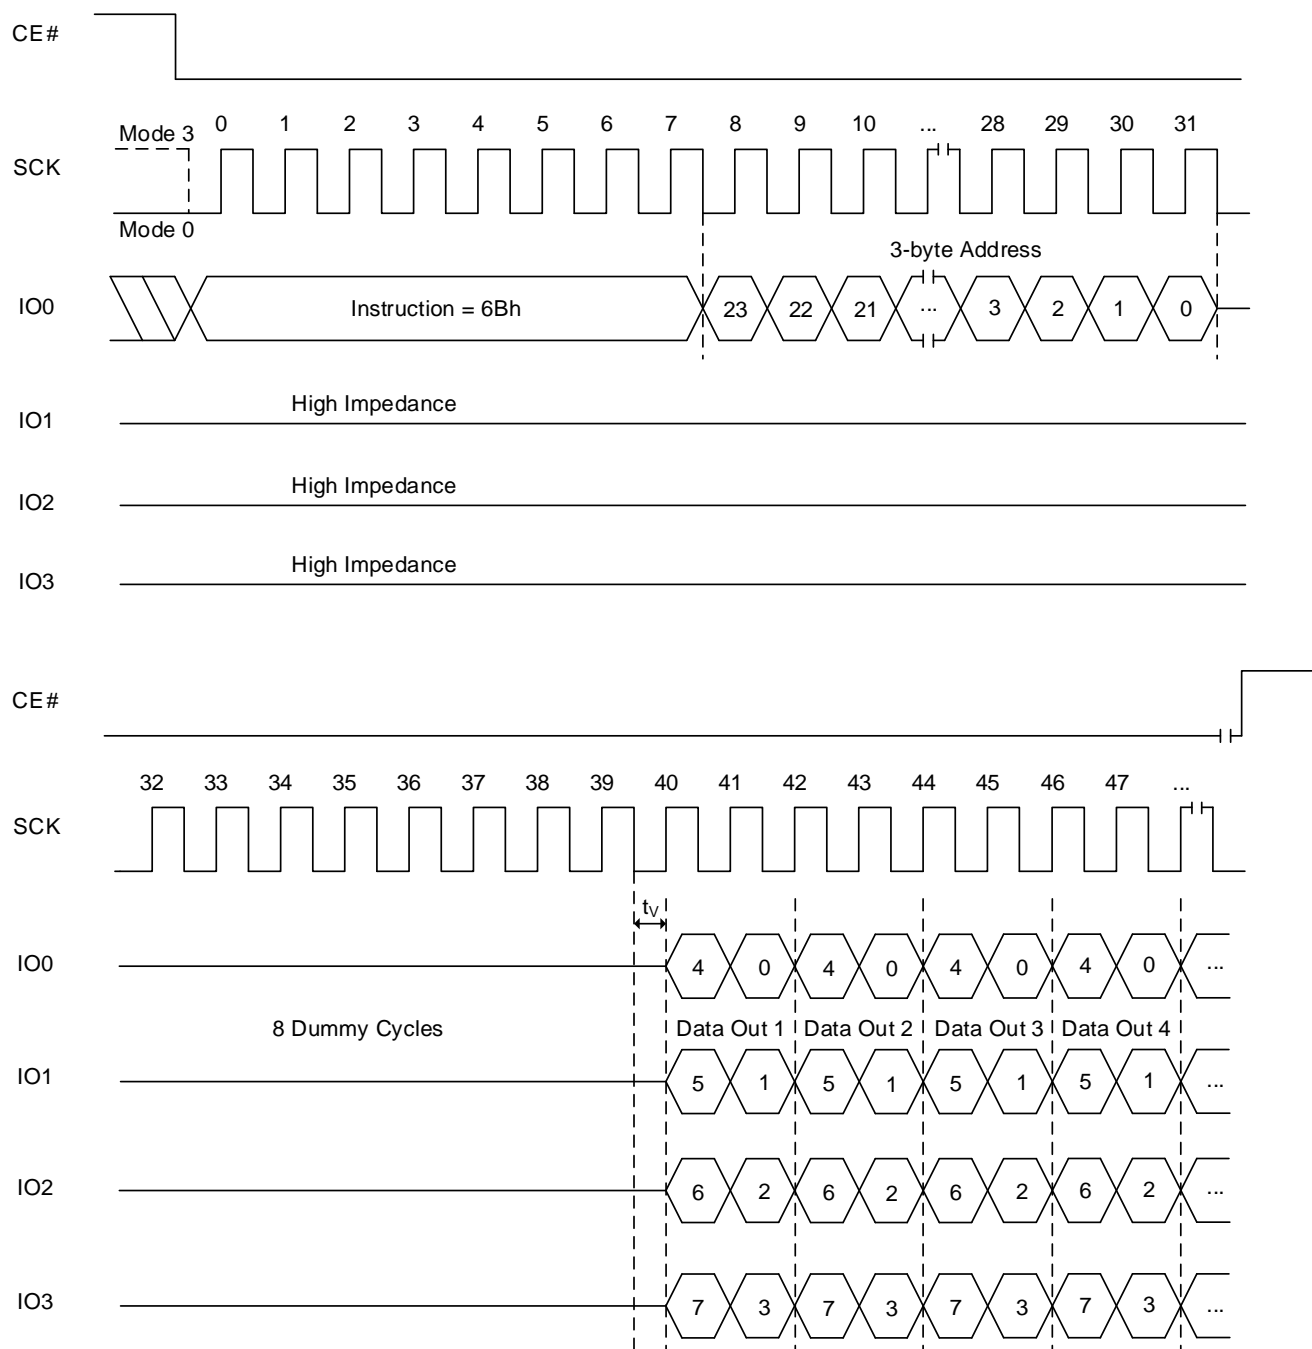 CE#
Mode 3 0 1 2 3 4 5 6 7 8 9 10 ... 28 29 30 31
SCK
Mode 0
3-byte Address
IO0 Instruction = 6Bh 23 22 21 ... 3 2 1 0
High Impedance
IO1
High Impedance
IO2
High Impedance
IO3
CE#
32 33 34 35 36 37 38 39 40 41 42 43 44 45 46 47 ...
SCK
tV
IO0 4 0 4 0 4 0 4 0 ...
8 Dummy Cycles Data Out 1 Data Out 2 Data Out 3 Data Out 4
IO1 5 1 5 1 5 1 5 1 ...
IO2 6 2 6 2 6 2 6 2 ...
IO3 7 3 7 3 7 3 7 3 ...